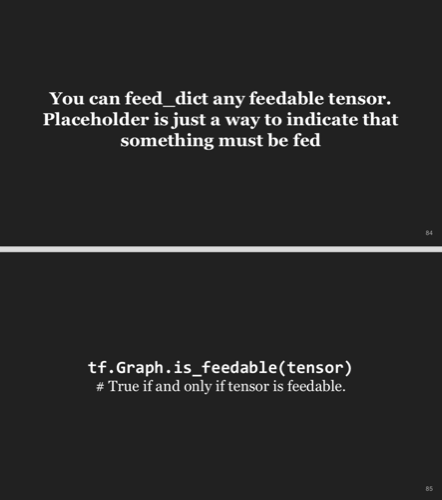 You can feed_dict any feedable tensor.
Placeholder is just a way to indicate that
something must be fed
84
tf.Graph.is_feedable(tensor)
# True if and only if tensor is feedable.
85